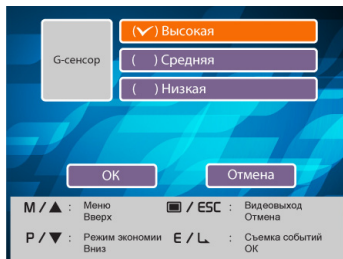 (✓) Высокая
G-сенсор
( ) Средняя
( ) Низкая
OK
Отмена
M / ▲ : Меню
Вверх
■ / ESC : Видеовыход
Отмена
P / ▼ : Режим экономии
Вниз
E / : Съемка событий
OK